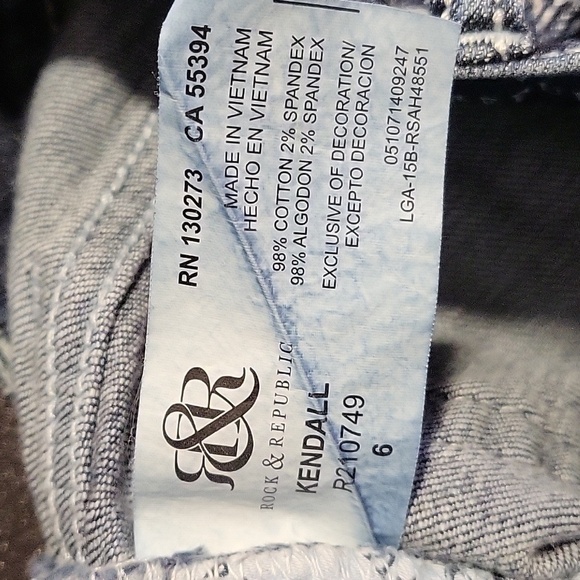 R&R
ROCK & REPUBLIC
KENDALL
R210749
6
RN 130273 CA 55394
MADE IN VIETNAM
HECHO EN VIETNAM
98% COTTON 2% SPANDEX
98% ALGODON 2% SPANDEX
EXCLUSIVE OF DECORATION/
EXCEPTO DECORACION
051071409247
LGA-15B-RSAH48551